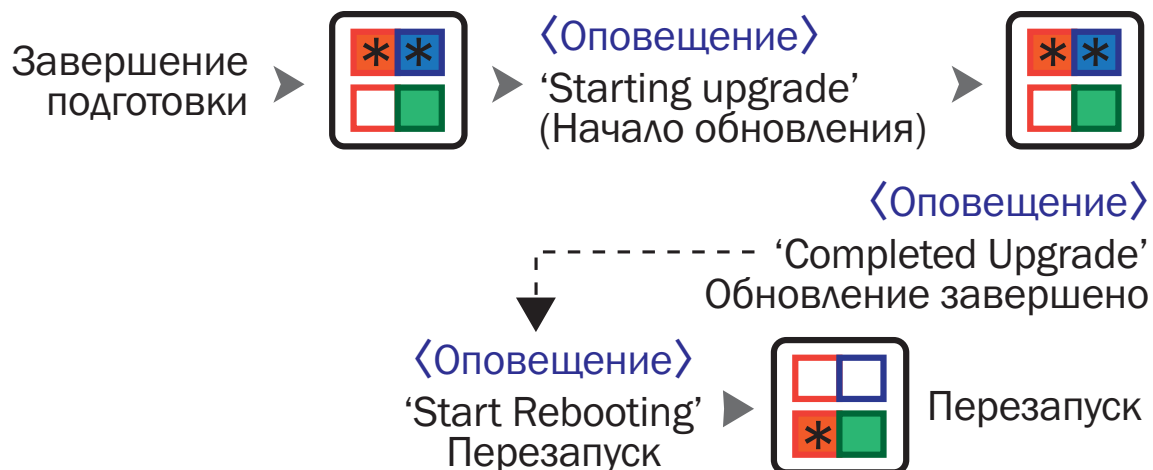 Завершение
подготовки
* *
〈Оповещение〉
‘Starting upgrade’
(Начало обновления)
* *
〈Оповещение〉
‘Completed Upgrade’
Обновление завершено
〈Оповещение〉
‘Start Rebooting’
Перезапуск
*
Перезапуск